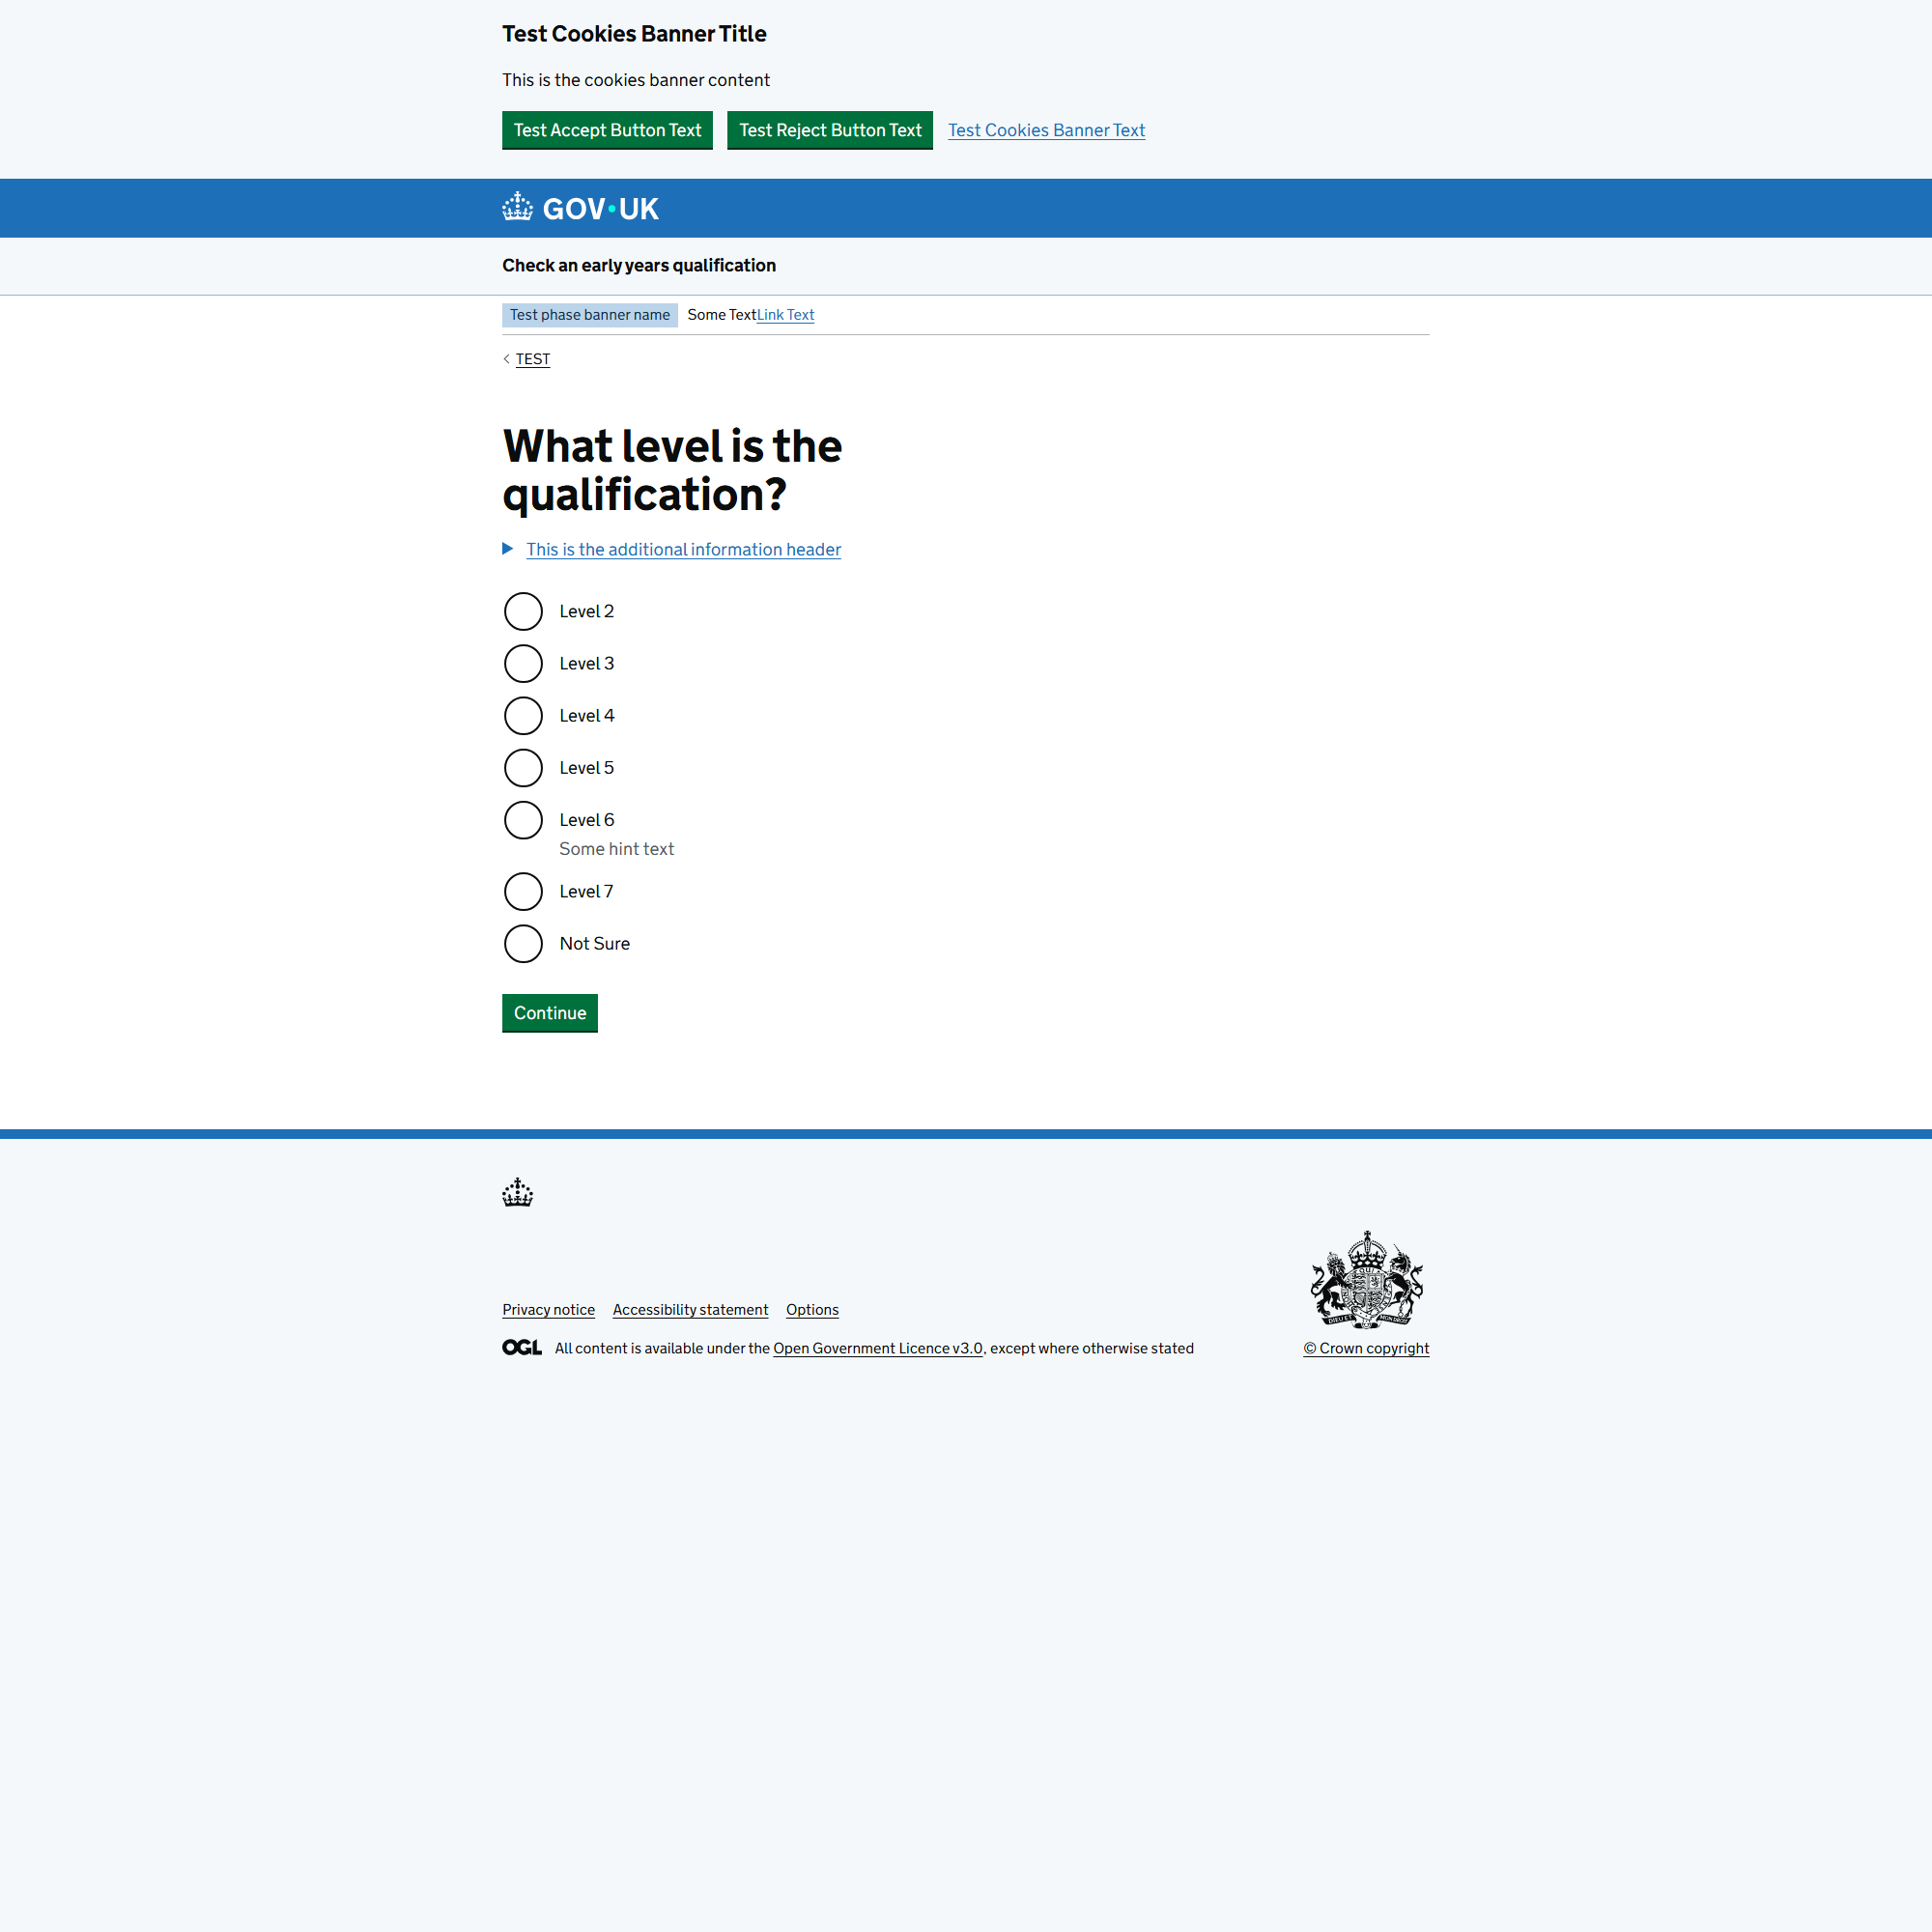 Test Cookies Banner Title
This is the cookies banner content
Test Accept Button Text
Test Reject Button Text
Test Cookies Banner Text
GOV·UK
Check an early years qualification
Test phase banner name
Some TextLink Text
TEST
What level is the
qualification?
This is the additional information header
Level 2
Level 3
Level 4
Level 5
Level 6
Some hint text
Level 7
Not Sure
Continue
Privacy notice
Accessibility statement
Options
OGL
All content is available under the Open Government Licence v3.0, except where otherwise stated
© Crown copyright